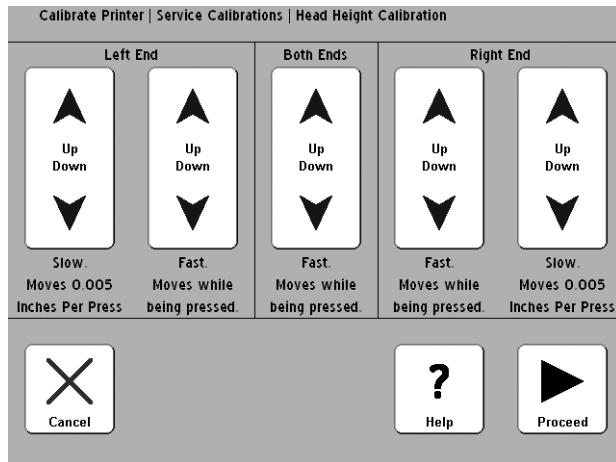 Calibrate Printer | Service Calibrations | Head Height Calibration
Left End
Both Ends
Right End
Up
Down
Up
Down
Up
Down
Up
Down
Up
Down
Slow.
Moves 0.005
Inches Per Press
Fast.
Moves while
being pressed.
Fast.
Moves while
being pressed.
Fast.
Moves while
being pressed.
Slow.
Moves 0.005
Inches Per Press
Cancel
?
Help
Proceed